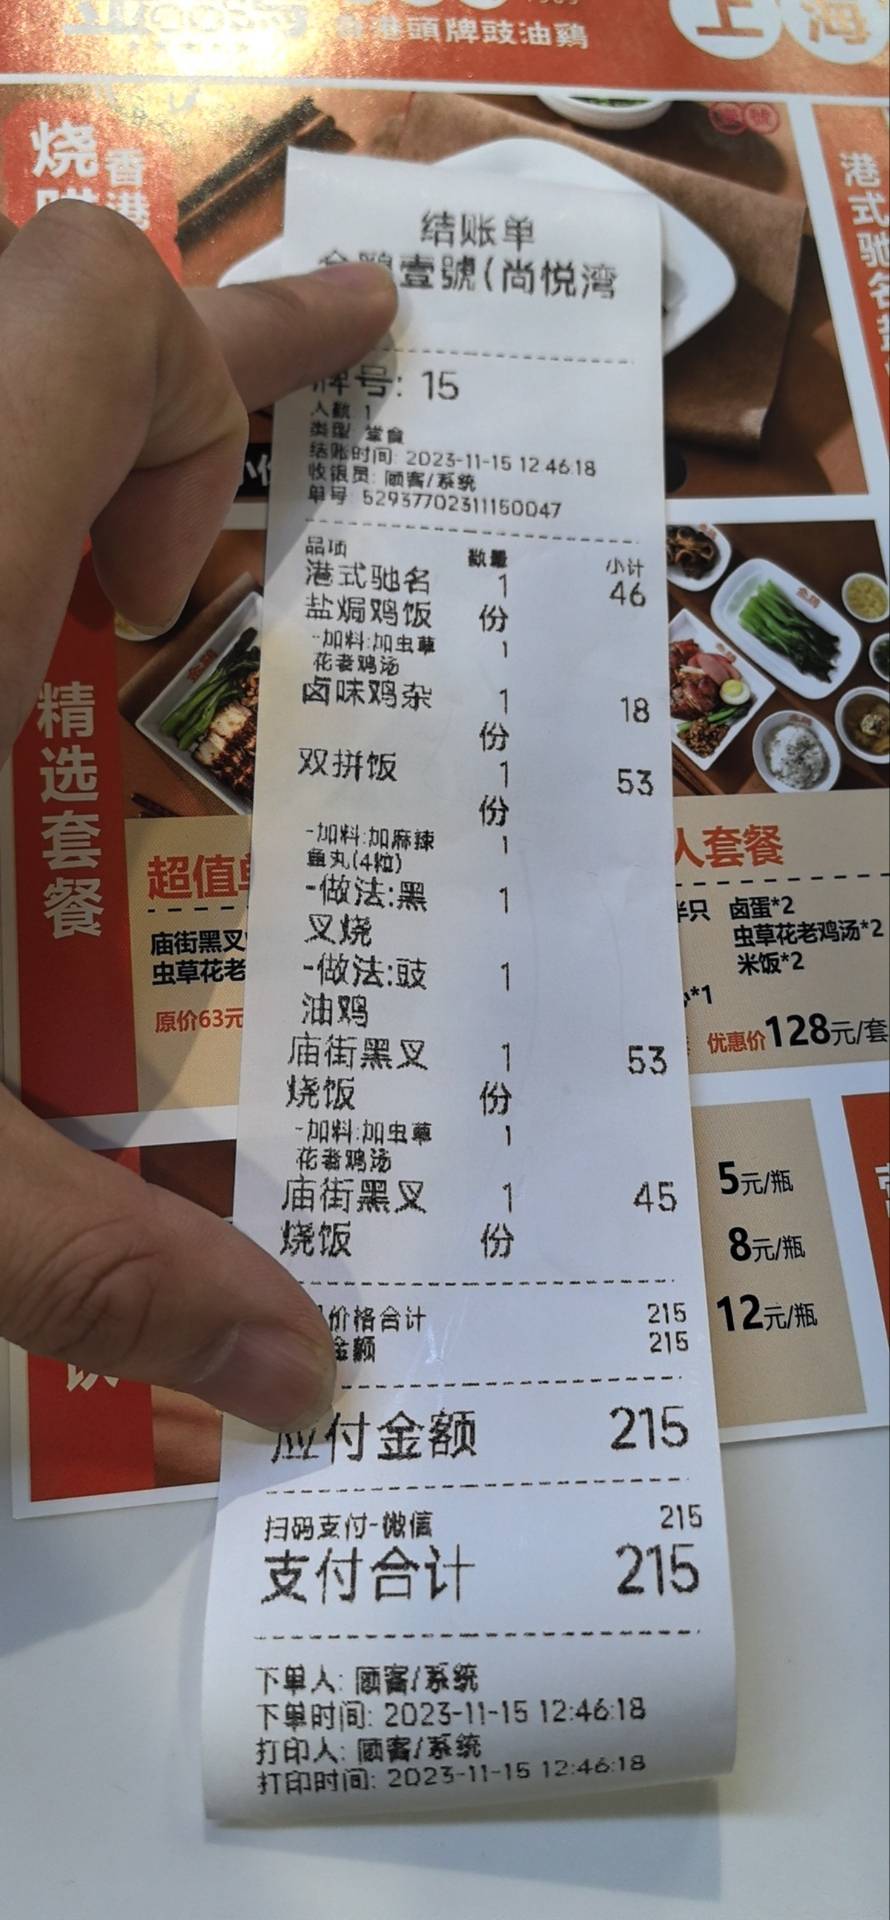 港頭牌豉油鷄
上海
烧
香港
港式驰名
结账单
壹號(尚悦湾
牌号: 15
人数 1
类型: 堂食
结账时间: 2023-11-15 12:46:18
收银员: 顾客/系统
单号: 529377702311150047
品项 数量 小计
港式驰名 1 46
盐焗鸡饭 份
-加料:加虫草 1
花老鸡汤
卤味鸡杂 1 18
份
双拼饭 1 53
份
-加料:加麻辣 1
鱼丸(4粒)
-做法:黑 1
叉烧
-做法:豉 1
油鸡
庙街黑叉 1 53
烧饭 份
-加料:加虫草 1
花老鸡汤
庙街黑叉 1 45
烧饭 份
价格合计 215
金额 215
应付金额 215
扫码支付-微信 215
支付合计 215
下单人: 顾客/系统
下单时间: 2023-11-15 12:46:18
打印人: 顾客/系统
打印时间: 2023-11-15 12:46:18
精选套餐
超值
庙街黑叉
虫草花老
原价63元
人套餐
半只 卤蛋*2
虫草花老鸡汤*2
米饭*2
*1
优惠价128元/套
5元/瓶
8元/瓶
12元/瓶